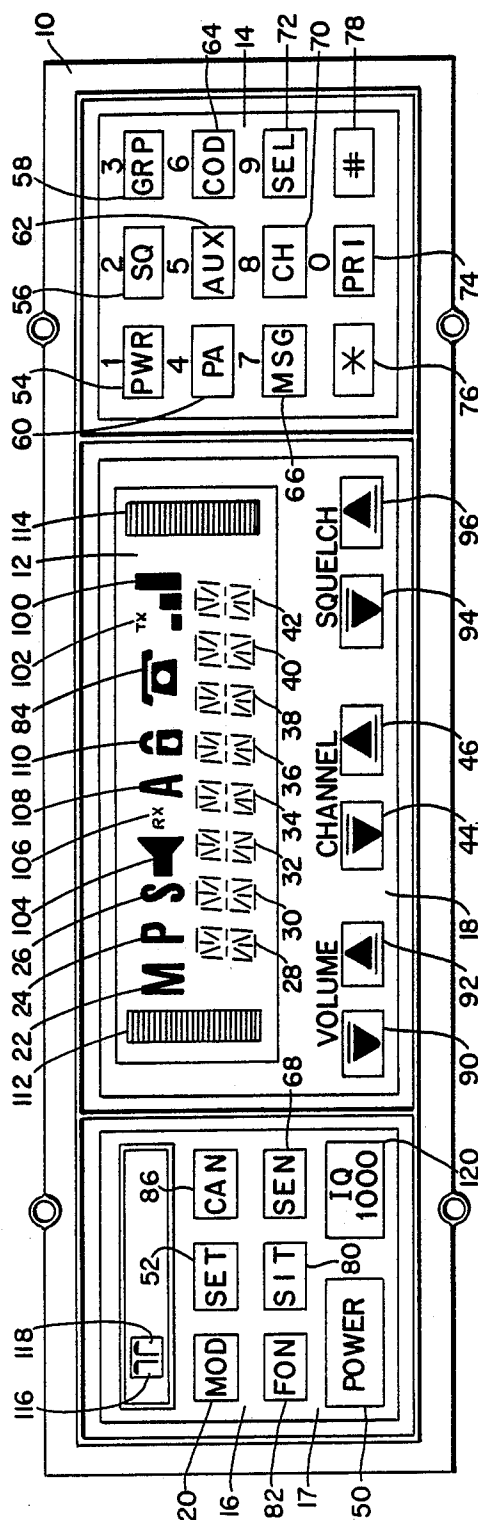 116 118 112 22 24 26 104 106 108 110 84 102 100 12 114 60 54 56 62 58 10
52 86
M P S RX A TX
1 2 3
PWR SQ GRP
20 MOD SET CAN
4 5 6 64
PA AUX COD
16 14
28 30 32 34 36 38 40 42
7 8 9 70
82 FON SIT SEN 68
MSG CH SEL 72
17 80 66
VOLUME CHANNEL SQUELCH
0
50 POWER IQ 1000
* PRI # 78
120 90 92 18 44 46 94 96 76 74